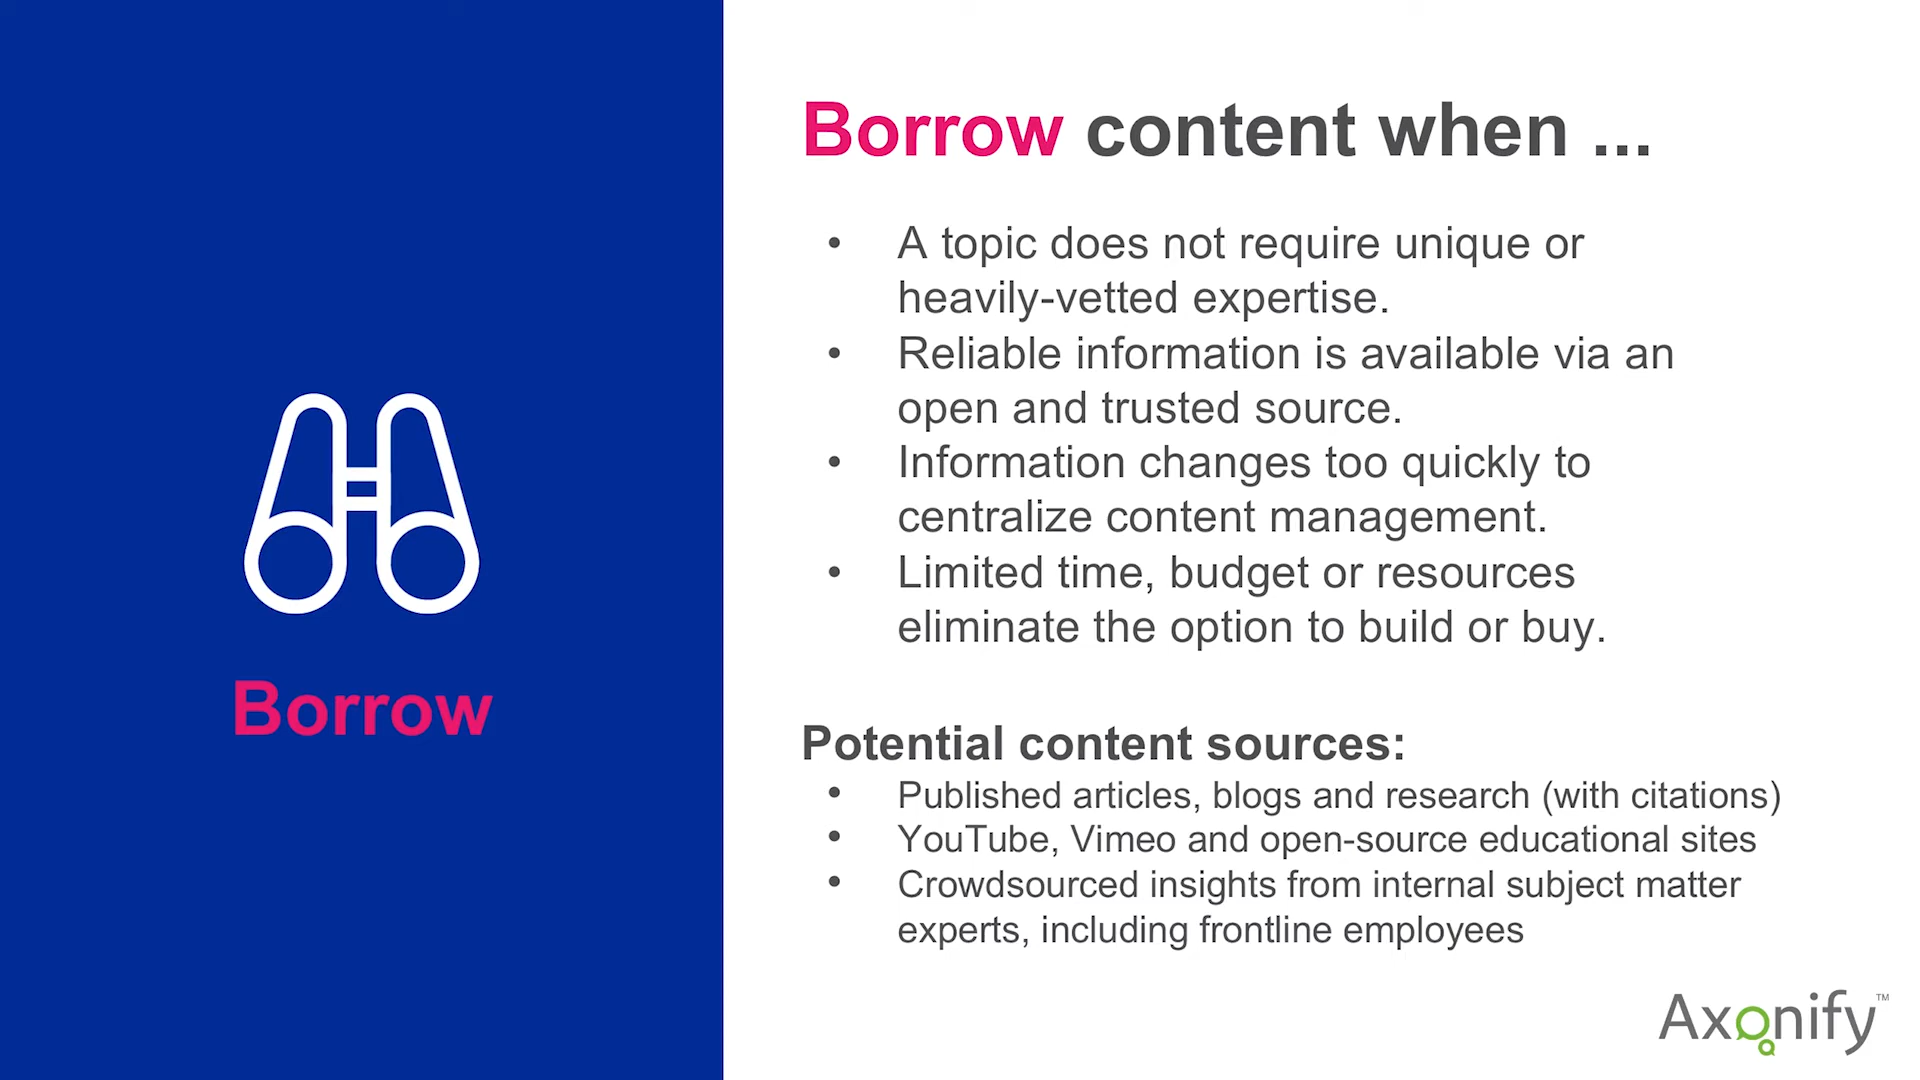 Borrow
Borrow content when ...
• A topic does not require unique or
heavily-vetted expertise.
• Reliable information is available via an
open and trusted source.
• Information changes too quickly to
centralize content management.
• Limited time, budget or resources
eliminate the option to build or buy.
Potential content sources:
• Published articles, blogs and research (with citations)
• YouTube, Vimeo and open-source educational sites
• Crowdsourced insights from internal subject matter
experts, including frontline employees
Axonify™